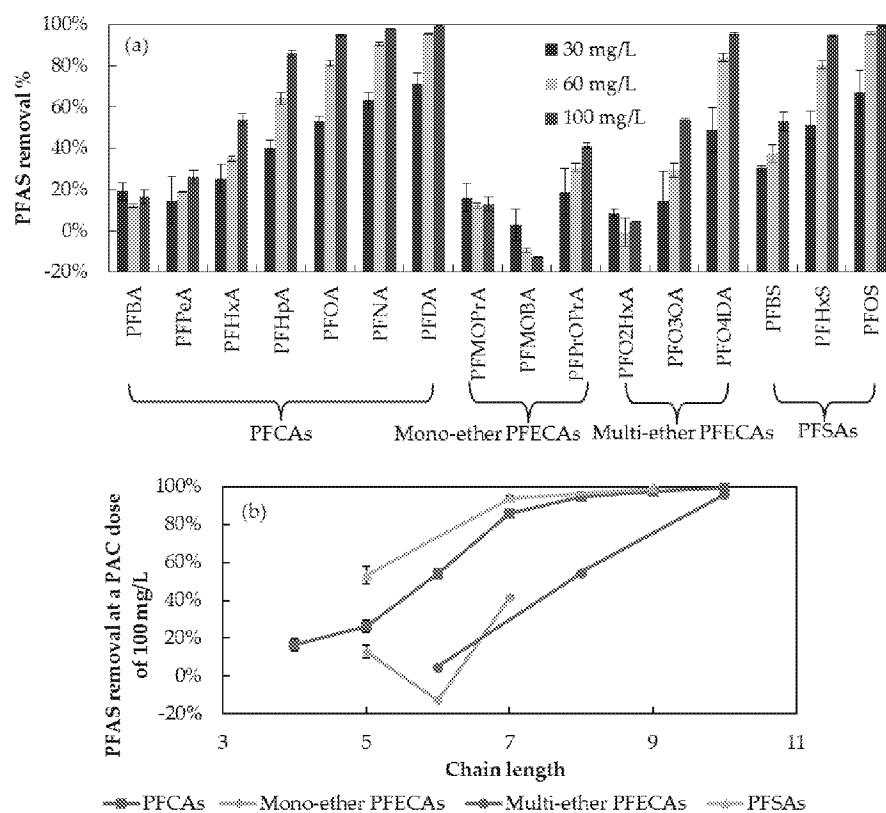 100%
80%
60%
40%
20%
0%
-20%
PFAS removal %
(a)
30 mg/L
60 mg/L
100 mg/L
PFBA
PFPeA
PFHxA
PFHpA
PFOA
PFNA
PFDA
PFMOPrA
PFMOBA
PFPrOPrA
PFO2HxA
PFO3OA
PFO4DA
PFBS
PFHxS
PFOS
PFCAs
Mono-ether PFECAs
Multi-ether PFECAs
PFSAs
100%
80%
60%
40%
20%
0%
-20%
PFAS removal at a PAC dose
of 100 mg/L
(b)
3
5
7
9
11
Chain length
PFCAs
Mono-ether PFECAs
Multi-ether PFECAs
PFSAs